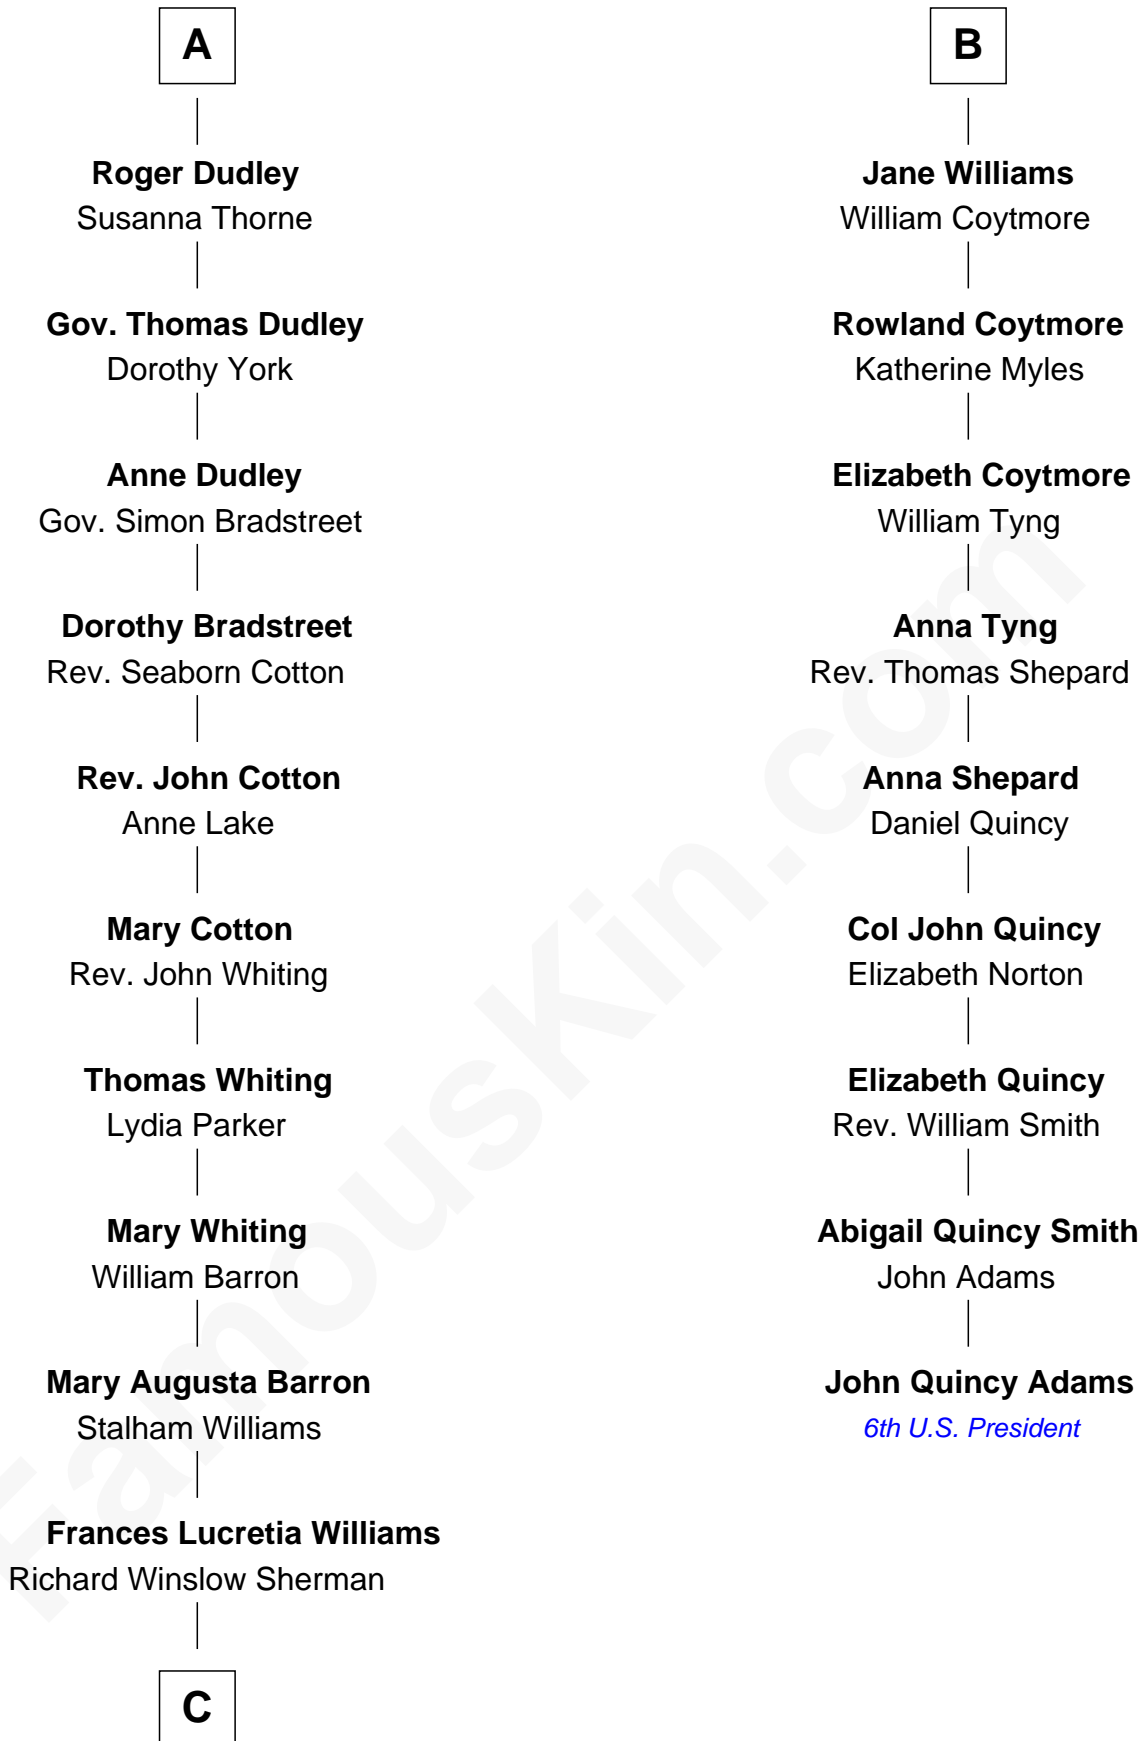 A
Roger Dudley
Susanna Thorne
Gov. Thomas Dudley
Dorothy York
Anne Dudley
Gov. Simon Bradstreet
Dorothy Bradstreet
Rev. Seaborn Cotton
Rev. John Cotton
Anne Lake
Mary Cotton
Rev. John Whiting
Thomas Whiting
Lydia Parker
Mary Whiting
William Barron
Mary Augusta Barron
Stalham Williams
Frances Lucretia Williams
Richard Winslow Sherman
C
B
Jane Williams
William Coytmore
Rowland Coytmore
Katherine Myles
Elizabeth Coytmore
William Tyng
Anna Tyng
Rev. Thomas Shepard
Anna Shepard
Daniel Quincy
Col John Quincy
Elizabeth Norton
Elizabeth Quincy
Rev. William Smith
Abigail Quincy Smith
John Adams
John Quincy Adams
6th U.S. President
FamousKin.com